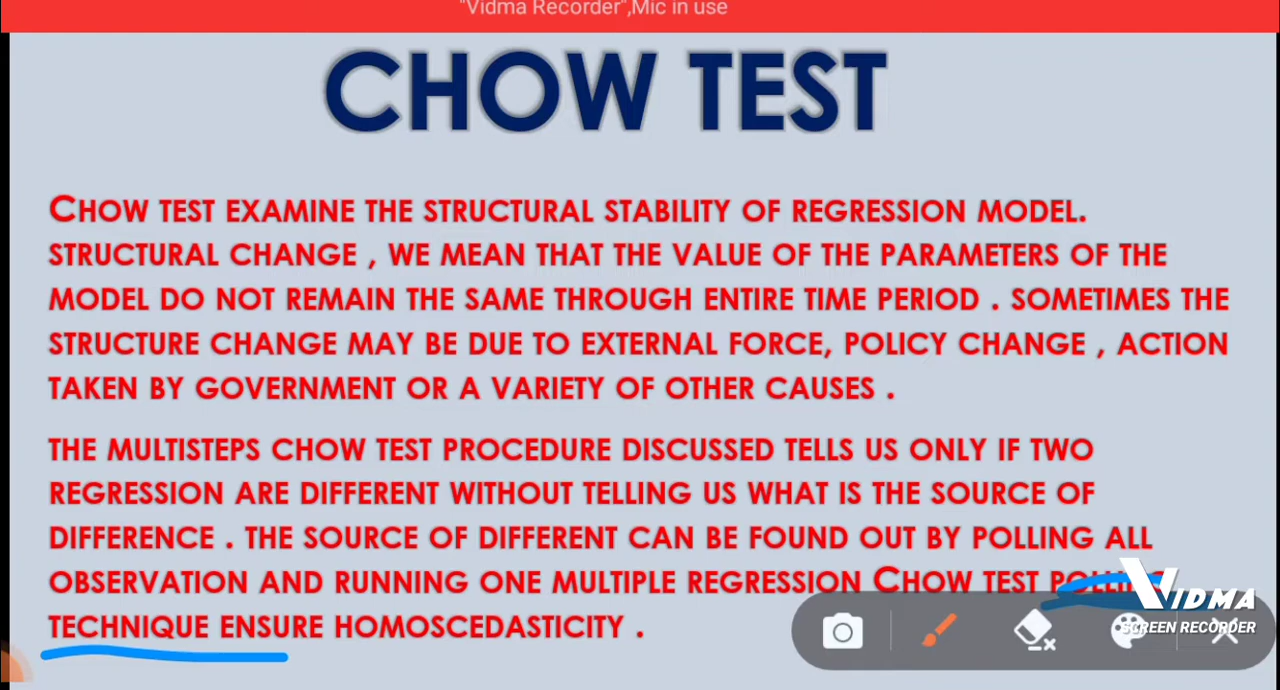 "Vidma Recorder",Mic in use
CHOW TEST
CHOW TEST EXAMINE THE STRUCTURAL STABILITY OF REGRESSION MODEL.
STRUCTURAL CHANGE , WE MEAN THAT THE VALUE OF THE PARAMETERS OF THE
MODEL DO NOT REMAIN THE SAME THROUGH ENTIRE TIME PERIOD . SOMETIMES THE
STRUCTURE CHANGE MAY BE DUE TO EXTERNAL FORCE, POLICY CHANGE , ACTION
TAKEN BY GOVERNMENT OR A VARIETY OF OTHER CAUSES .
THE MULTISTEPS CHOW TEST PROCEDURE DISCUSSED TELLS US ONLY IF TWO
REGRESSION ARE DIFFERENT WITHOUT TELLING US WHAT IS THE SOURCE OF
DIFFERENCE . THE SOURCE OF DIFFERENT CAN BE FOUND OUT BY POLLING ALL
OBSERVATION AND RUNNING ONE MULTIPLE REGRESSION CHOW TEST POLLING
TECHNIQUE ENSURE HOMOSCEDASTICITY .
VIDMA
SCREEN RECORDER